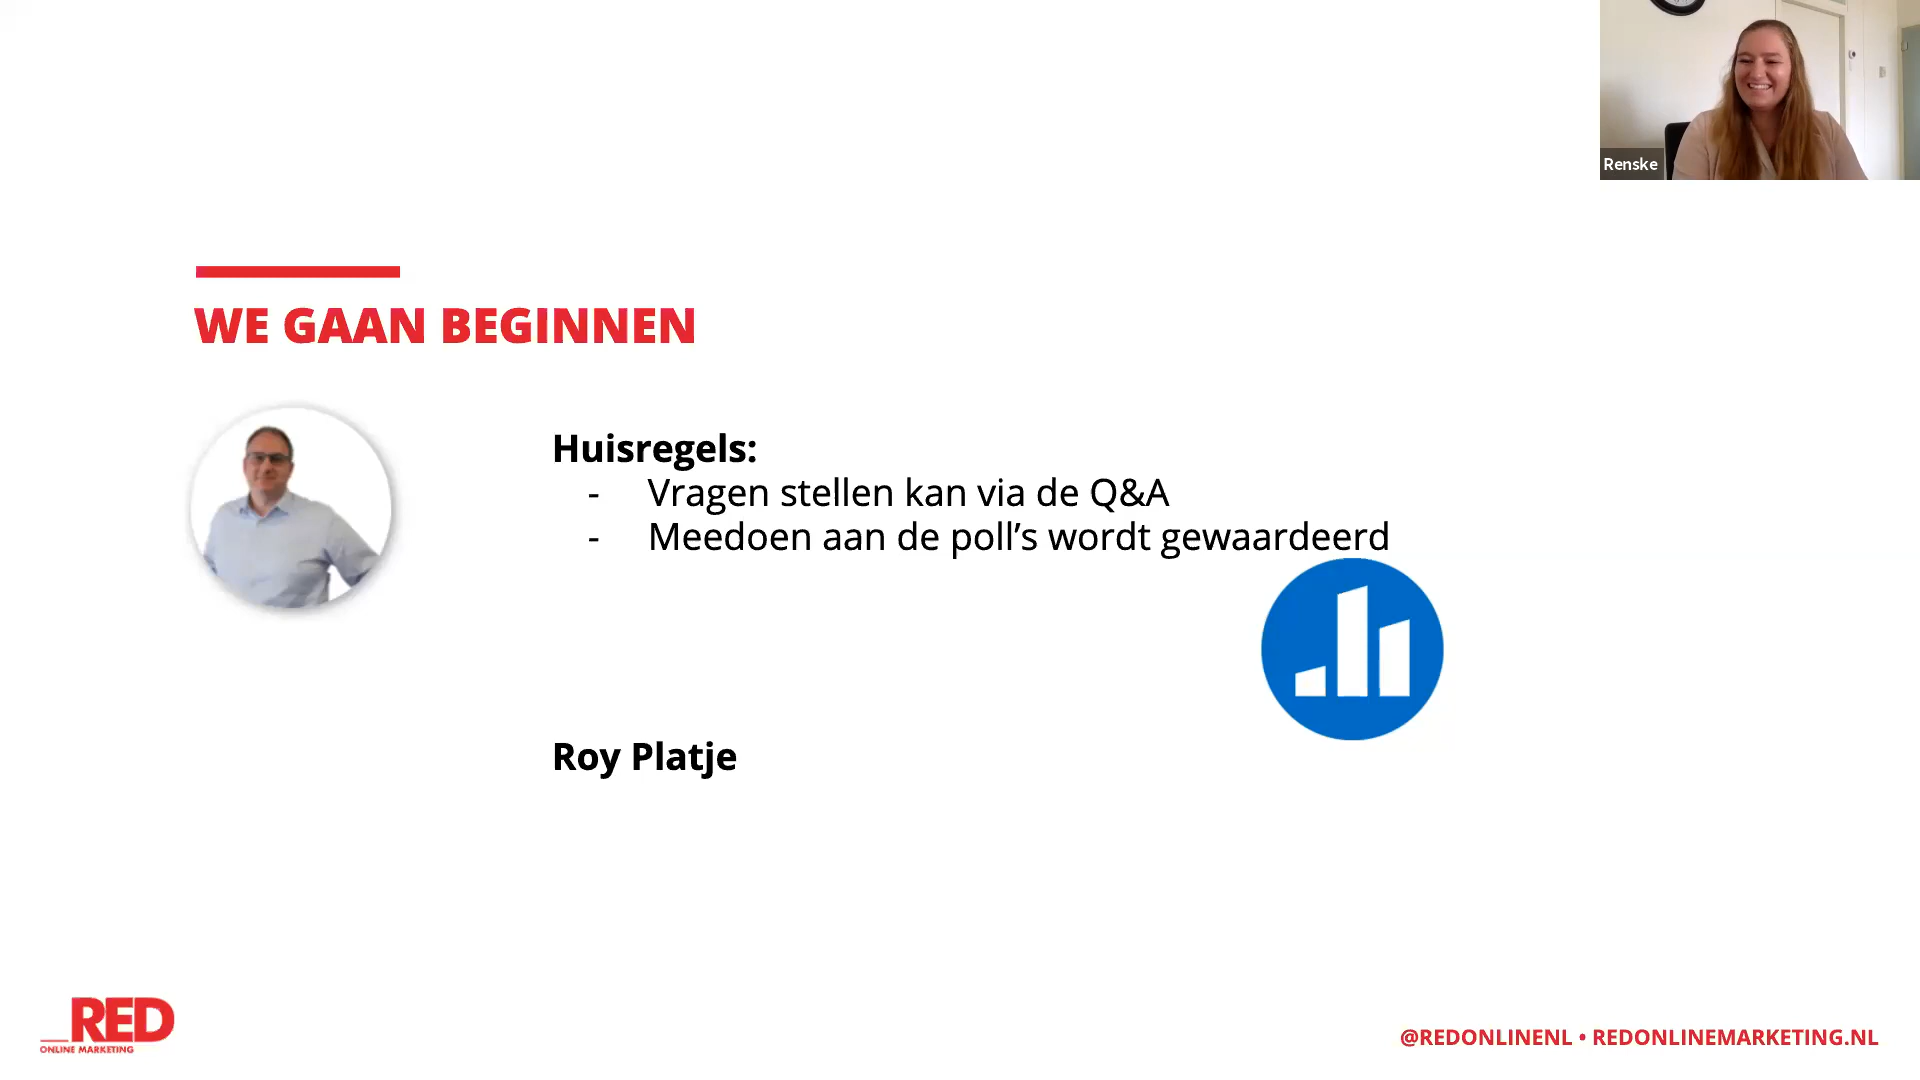 Renske
WE GAAN BEGINNEN
Huisregels:
- Vragen stellen kan via de Q&A
- Meedoen aan de poll’s wordt gewaardeerd
Roy Platje
_RED
ONLINE MARKETING
@REDONLINENL • REDONLINEMARKETING.NL